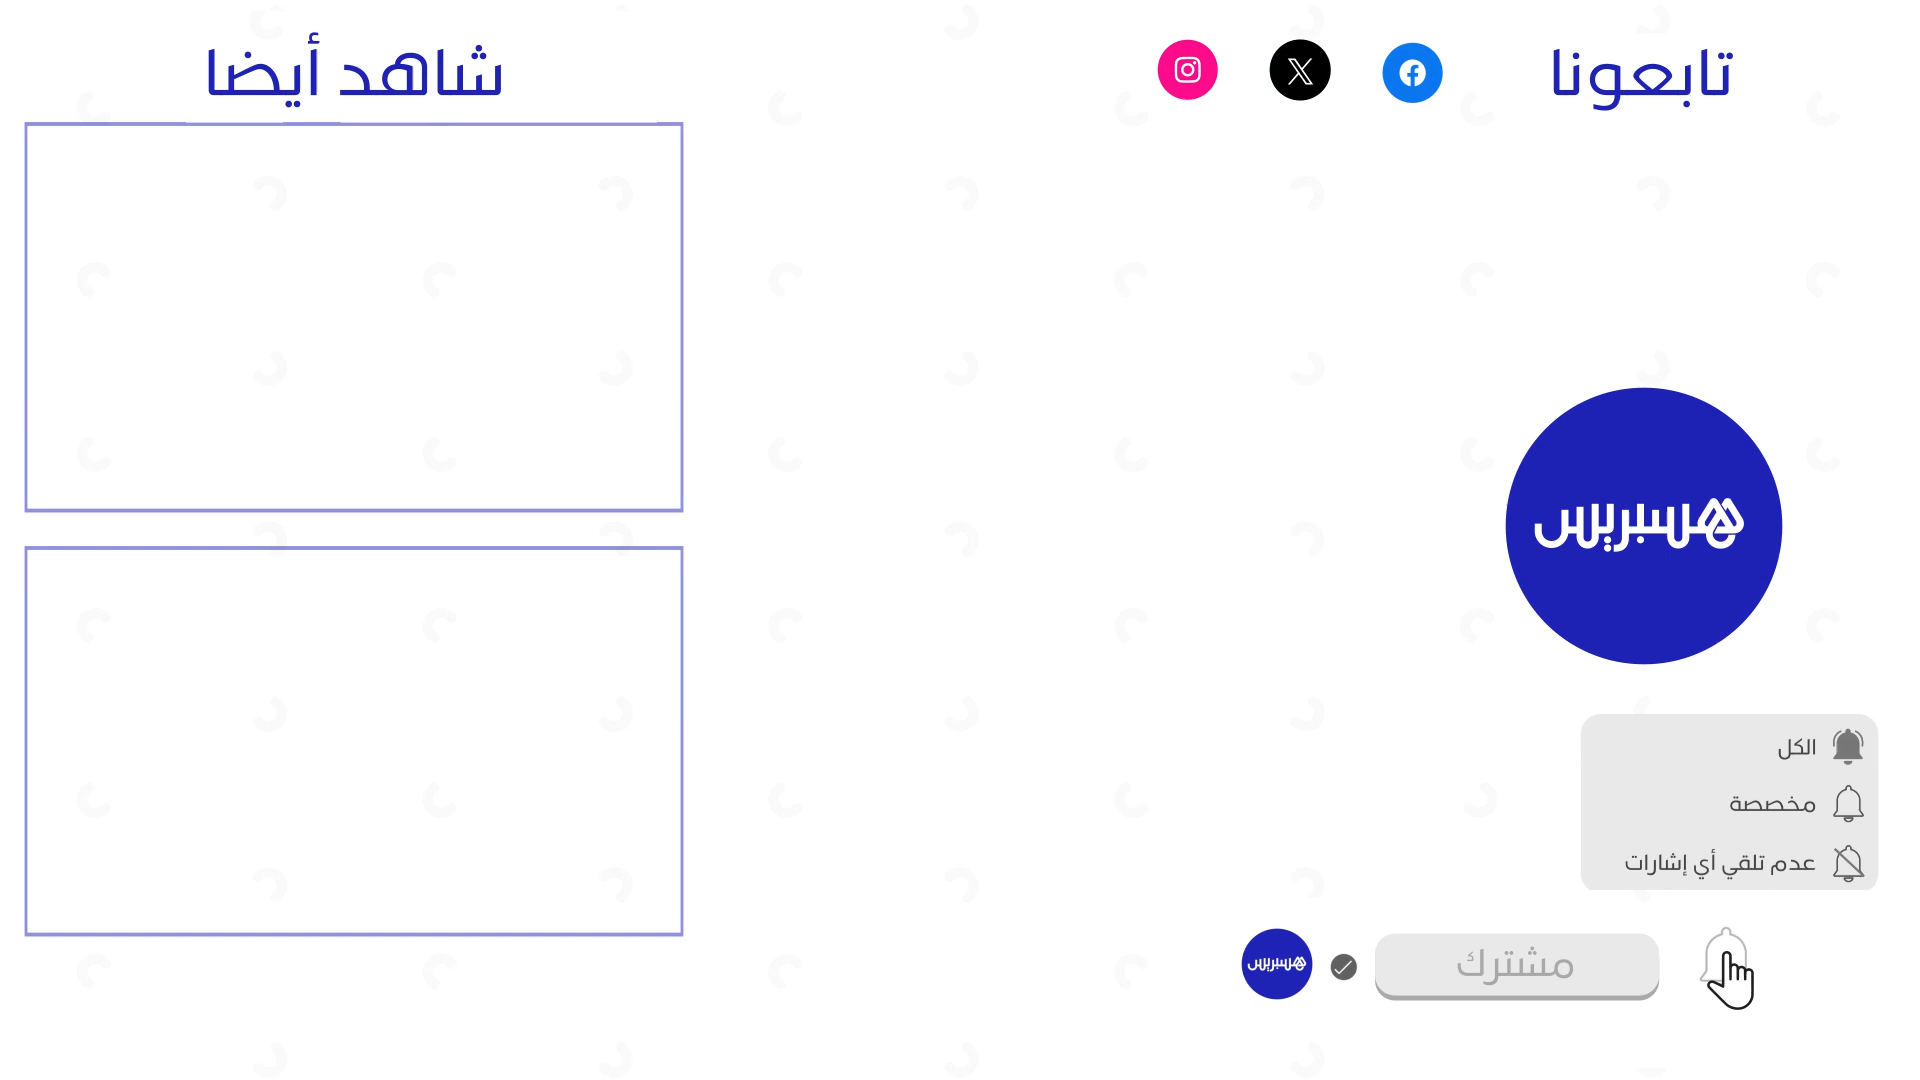 تابعونا
شاهد أيضا
هسبريس
الكل
مخصصة
عدم تلقي أي إشارات
مشترك
هسبريس